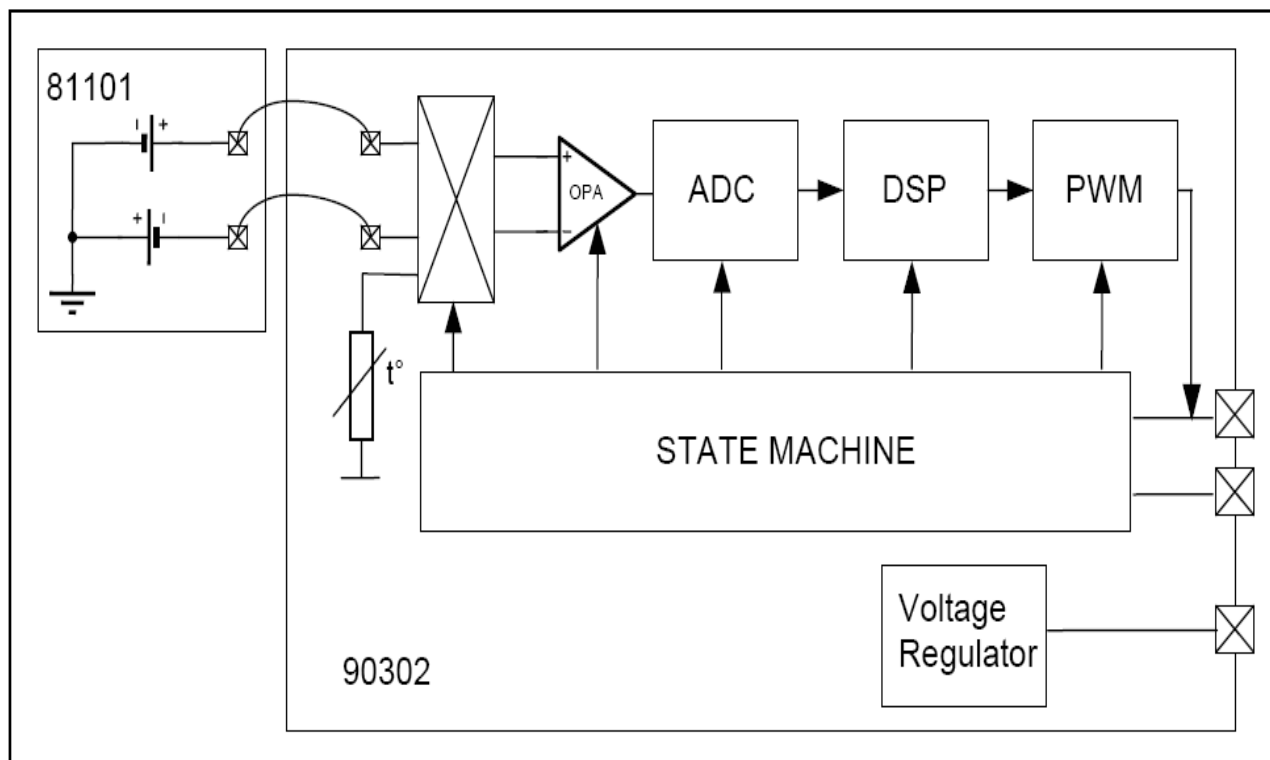 81101
- +
+ -
OPA
+
-
ADC
DSP
PWM
t°
STATE MACHINE
Voltage
Regulator
90302